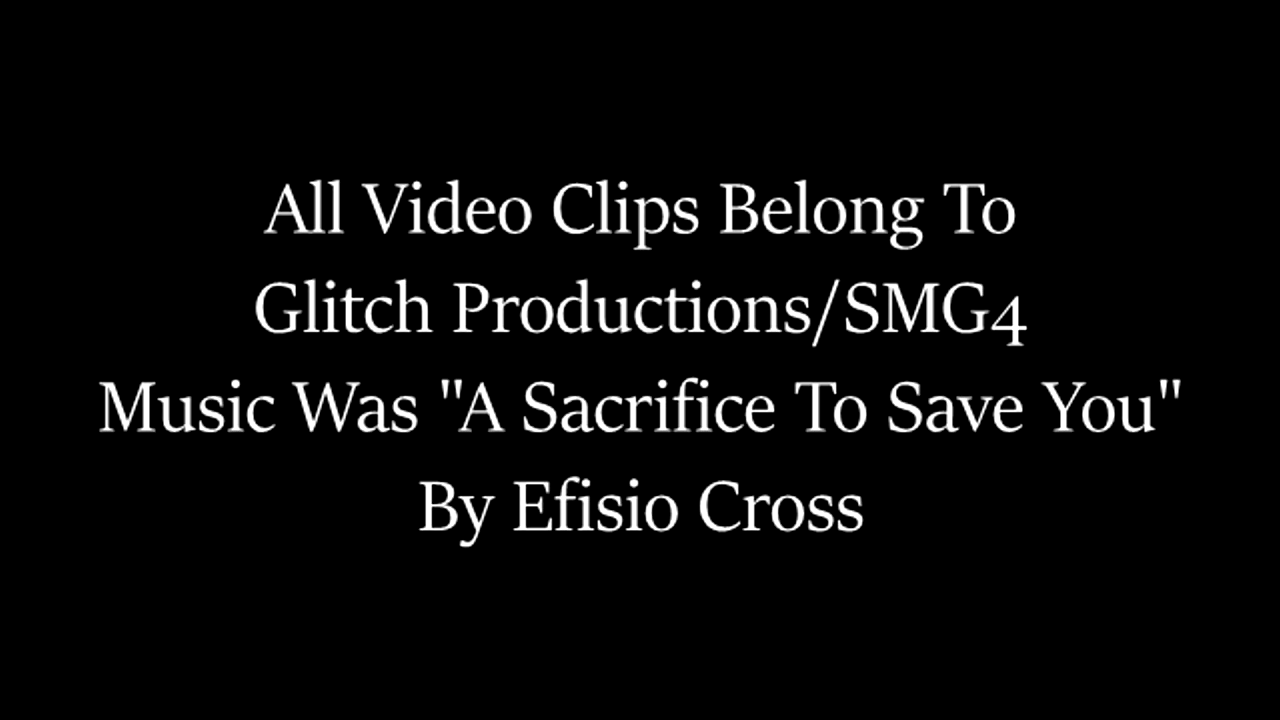 All Video Clips Belong To
Glitch Productions/SMG4
Music Was "A Sacrifice To Save You"
By Efisio Cross